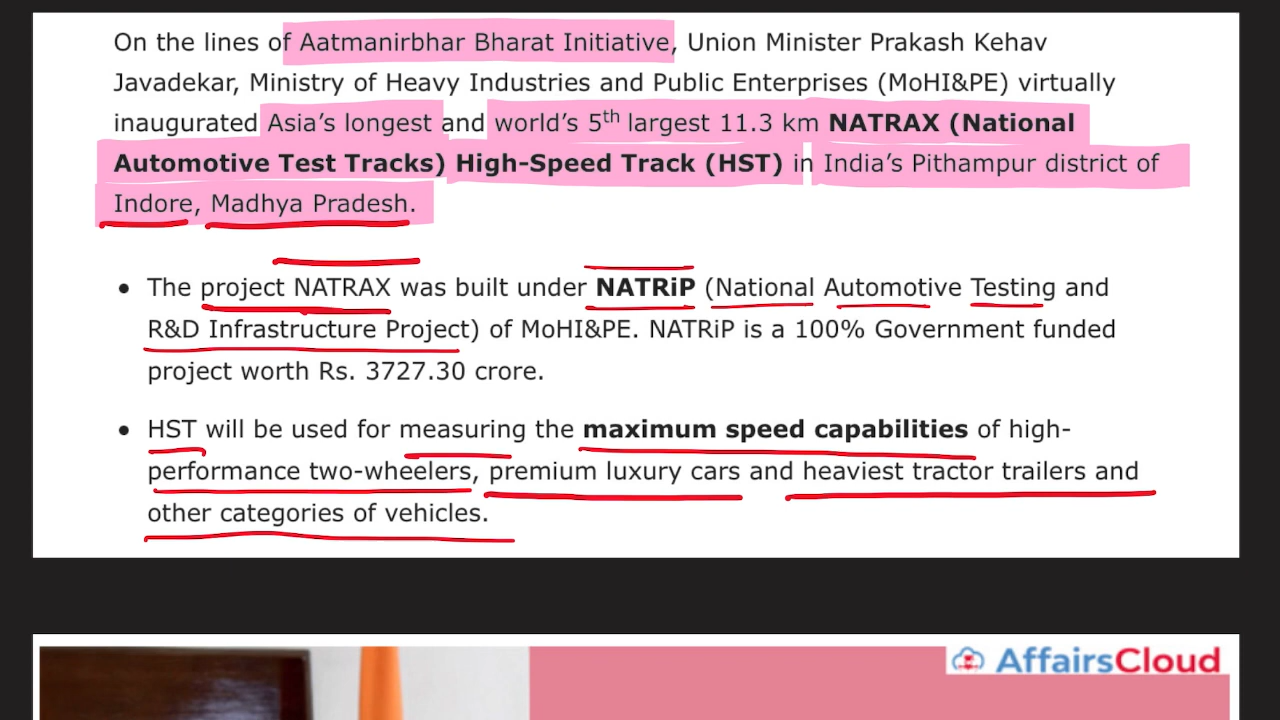 On the lines of Aatmanirbhar Bharat Initiative, Union Minister Prakash Kehav
Javadekar, Ministry of Heavy Industries and Public Enterprises (MoHI&PE) virtually
inaugurated Asia's longest and world's 5th largest 11.3 km NATRAX (National
Automotive Test Tracks) High-Speed Track (HST) in India's Pithampur district of
Indore, Madhya Pradesh.
• The project NATRAX was built under NATRiP (National Automotive Testing and
R&D Infrastructure Project) of MoHI&PE. NATRiP is a 100% Government funded
project worth Rs. 3727.30 crore.
• HST will be used for measuring the maximum speed capabilities of high-
performance two-wheelers, premium luxury cars and heaviest tractor trailers and
other categories of vehicles.
AffairsCloud